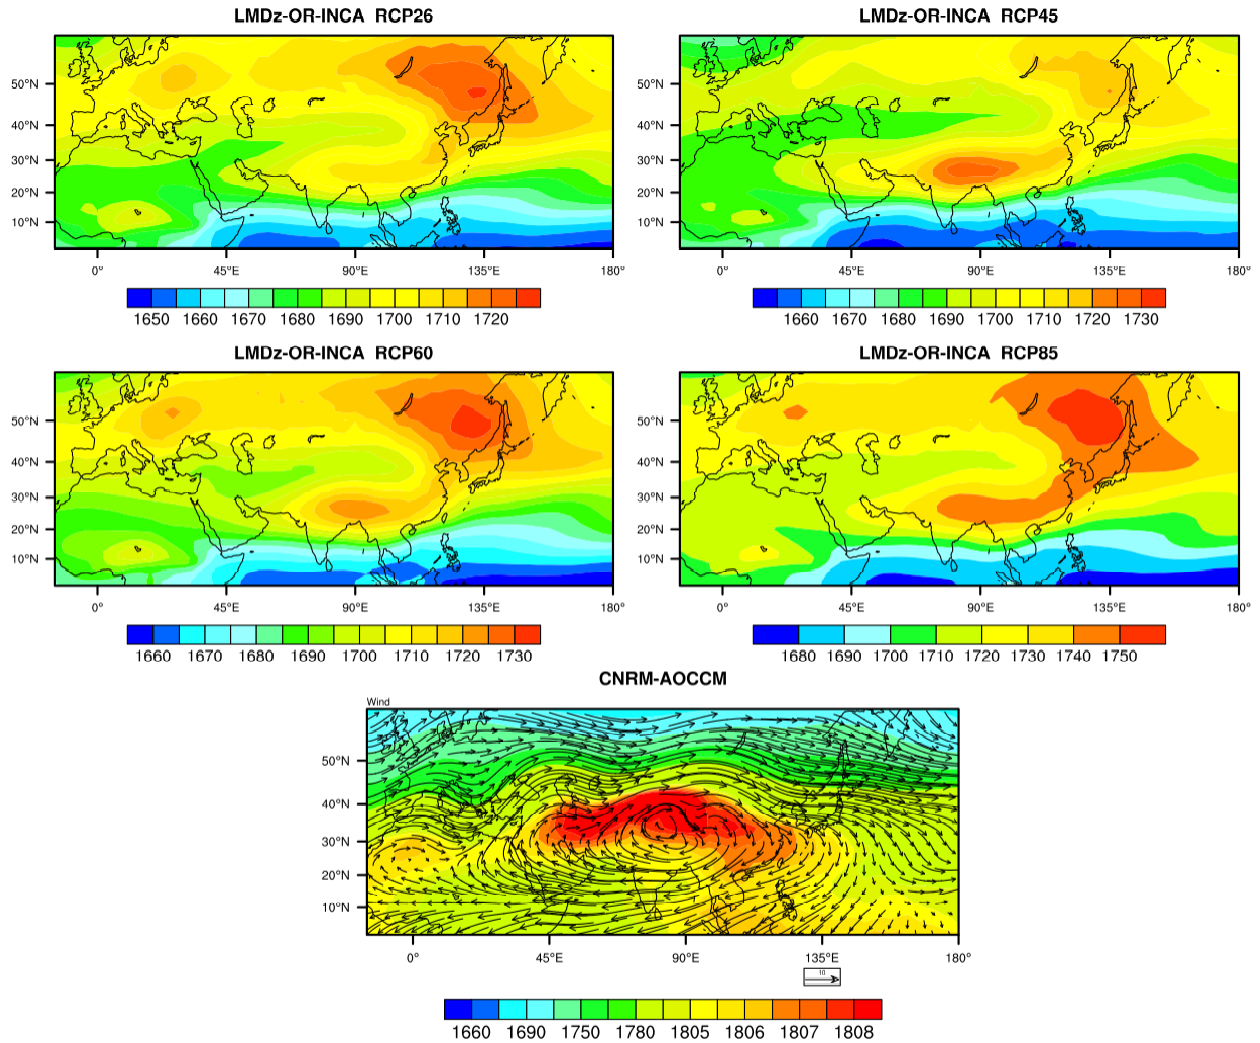 LMDz-OR-INCA RCP26
LMDz-OR-INCA RCP45
50°N
40°N
30°N
20°N
10°N
0° 45°E 90°E 135°E 180°
1650 1660 1670 1680 1690 1700 1710 1720
50°N
40°N
30°N
20°N
10°N
0° 45°E 90°E 135°E 180°
1660 1670 1680 1690 1700 1710 1720 1730
LMDz-OR-INCA RCP60
LMDz-OR-INCA RCP85
50°N
40°N
30°N
20°N
10°N
0° 45°E 90°E 135°E 180°
1660 1670 1680 1690 1700 1710 1720 1730
50°N
40°N
30°N
20°N
10°N
0° 45°E 90°E 135°E 180°
1680 1690 1700 1710 1720 1730 1740 1750
CNRM-AOCCM
Wind
50°N
40°N
30°N
20°N
10°N
0° 45°E 90°E 135°E 180°
10
1660 1690 1750 1780 1805 1806 1807 1808